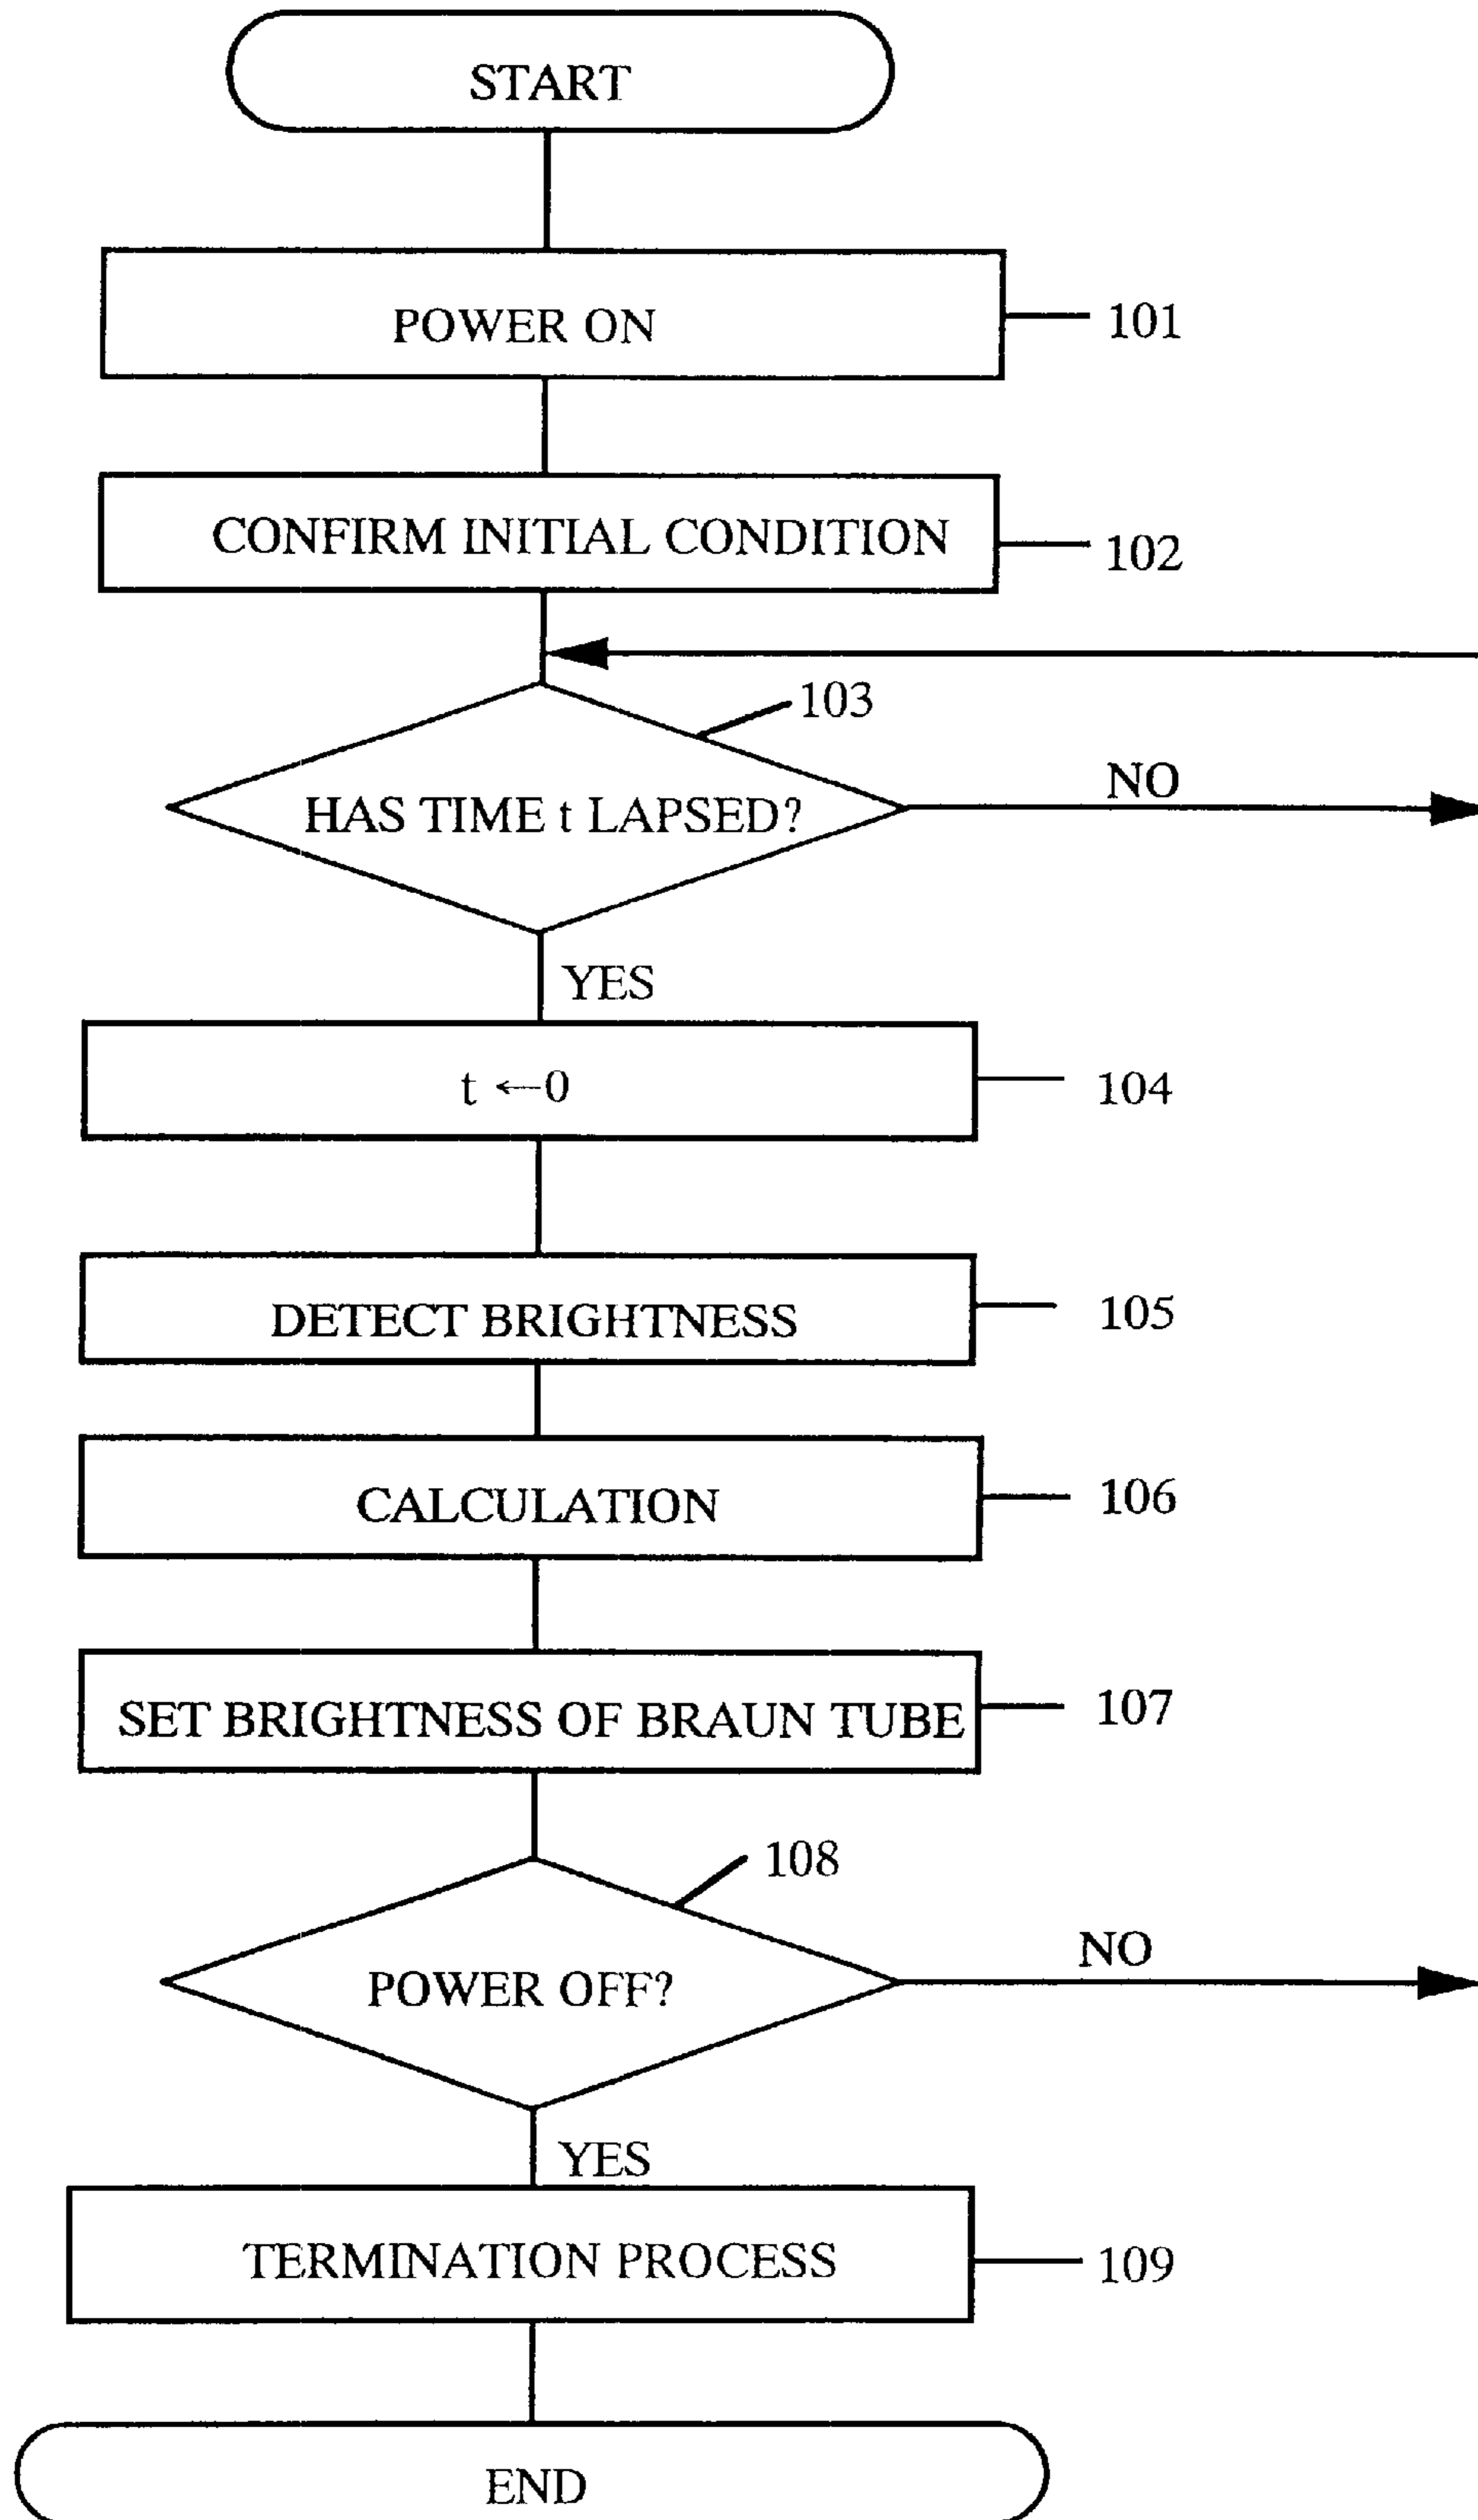 START
POWER ON
101
CONFIRM INITIAL CONDITION
102
103
HAS TIME t LAPSED?
NO
YES
t ←0
104
DETECT BRIGHTNESS
105
CALCULATION
106
SET BRIGHTNESS OF BRAUN TUBE
107
108
POWER OFF?
NO
YES
TERMINATION PROCESS
109
END